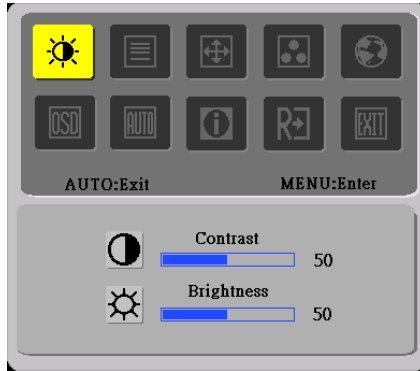 OSD AUTO R EXIT
AUTO:Exit MENU:Enter
Contrast
50
Brightness
50